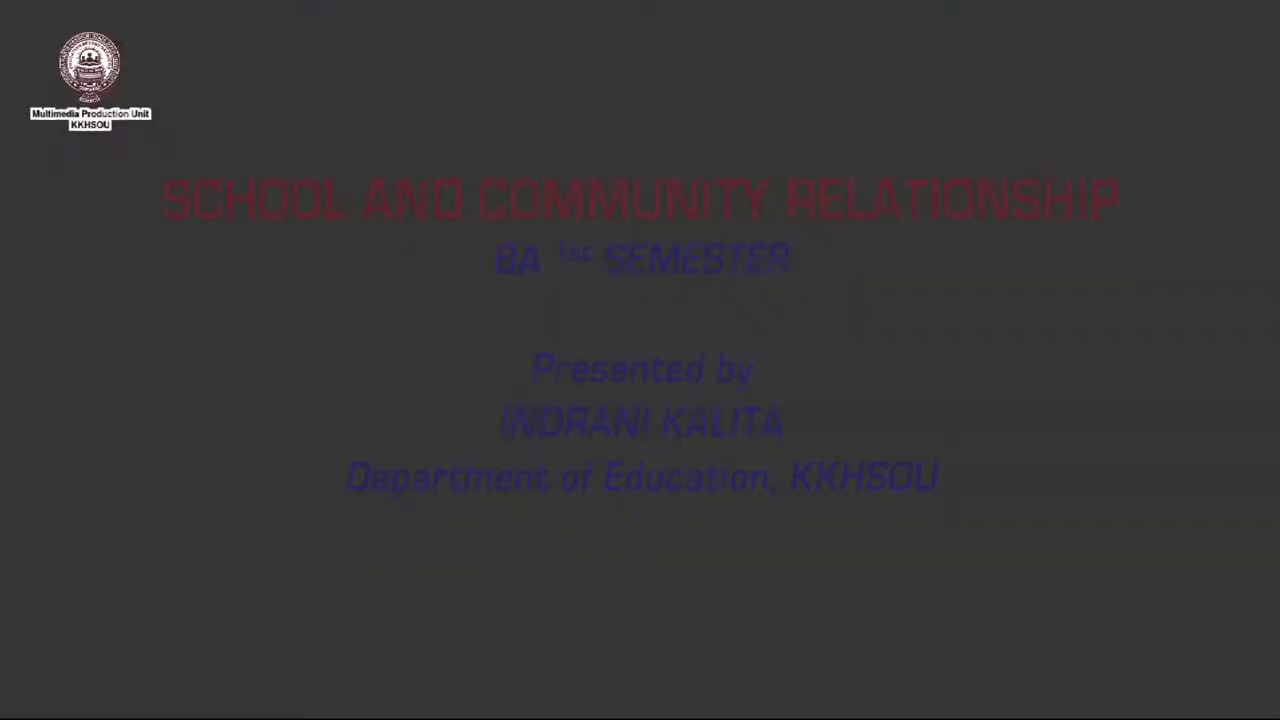 Multimedia Production Unit
KKHSOU
SCHOOL AND COMMUNITY RELATIONSHIP
BA 1st SEMESTER
Presented by
INDRANI KALITA
Department of Education, KKHSOU